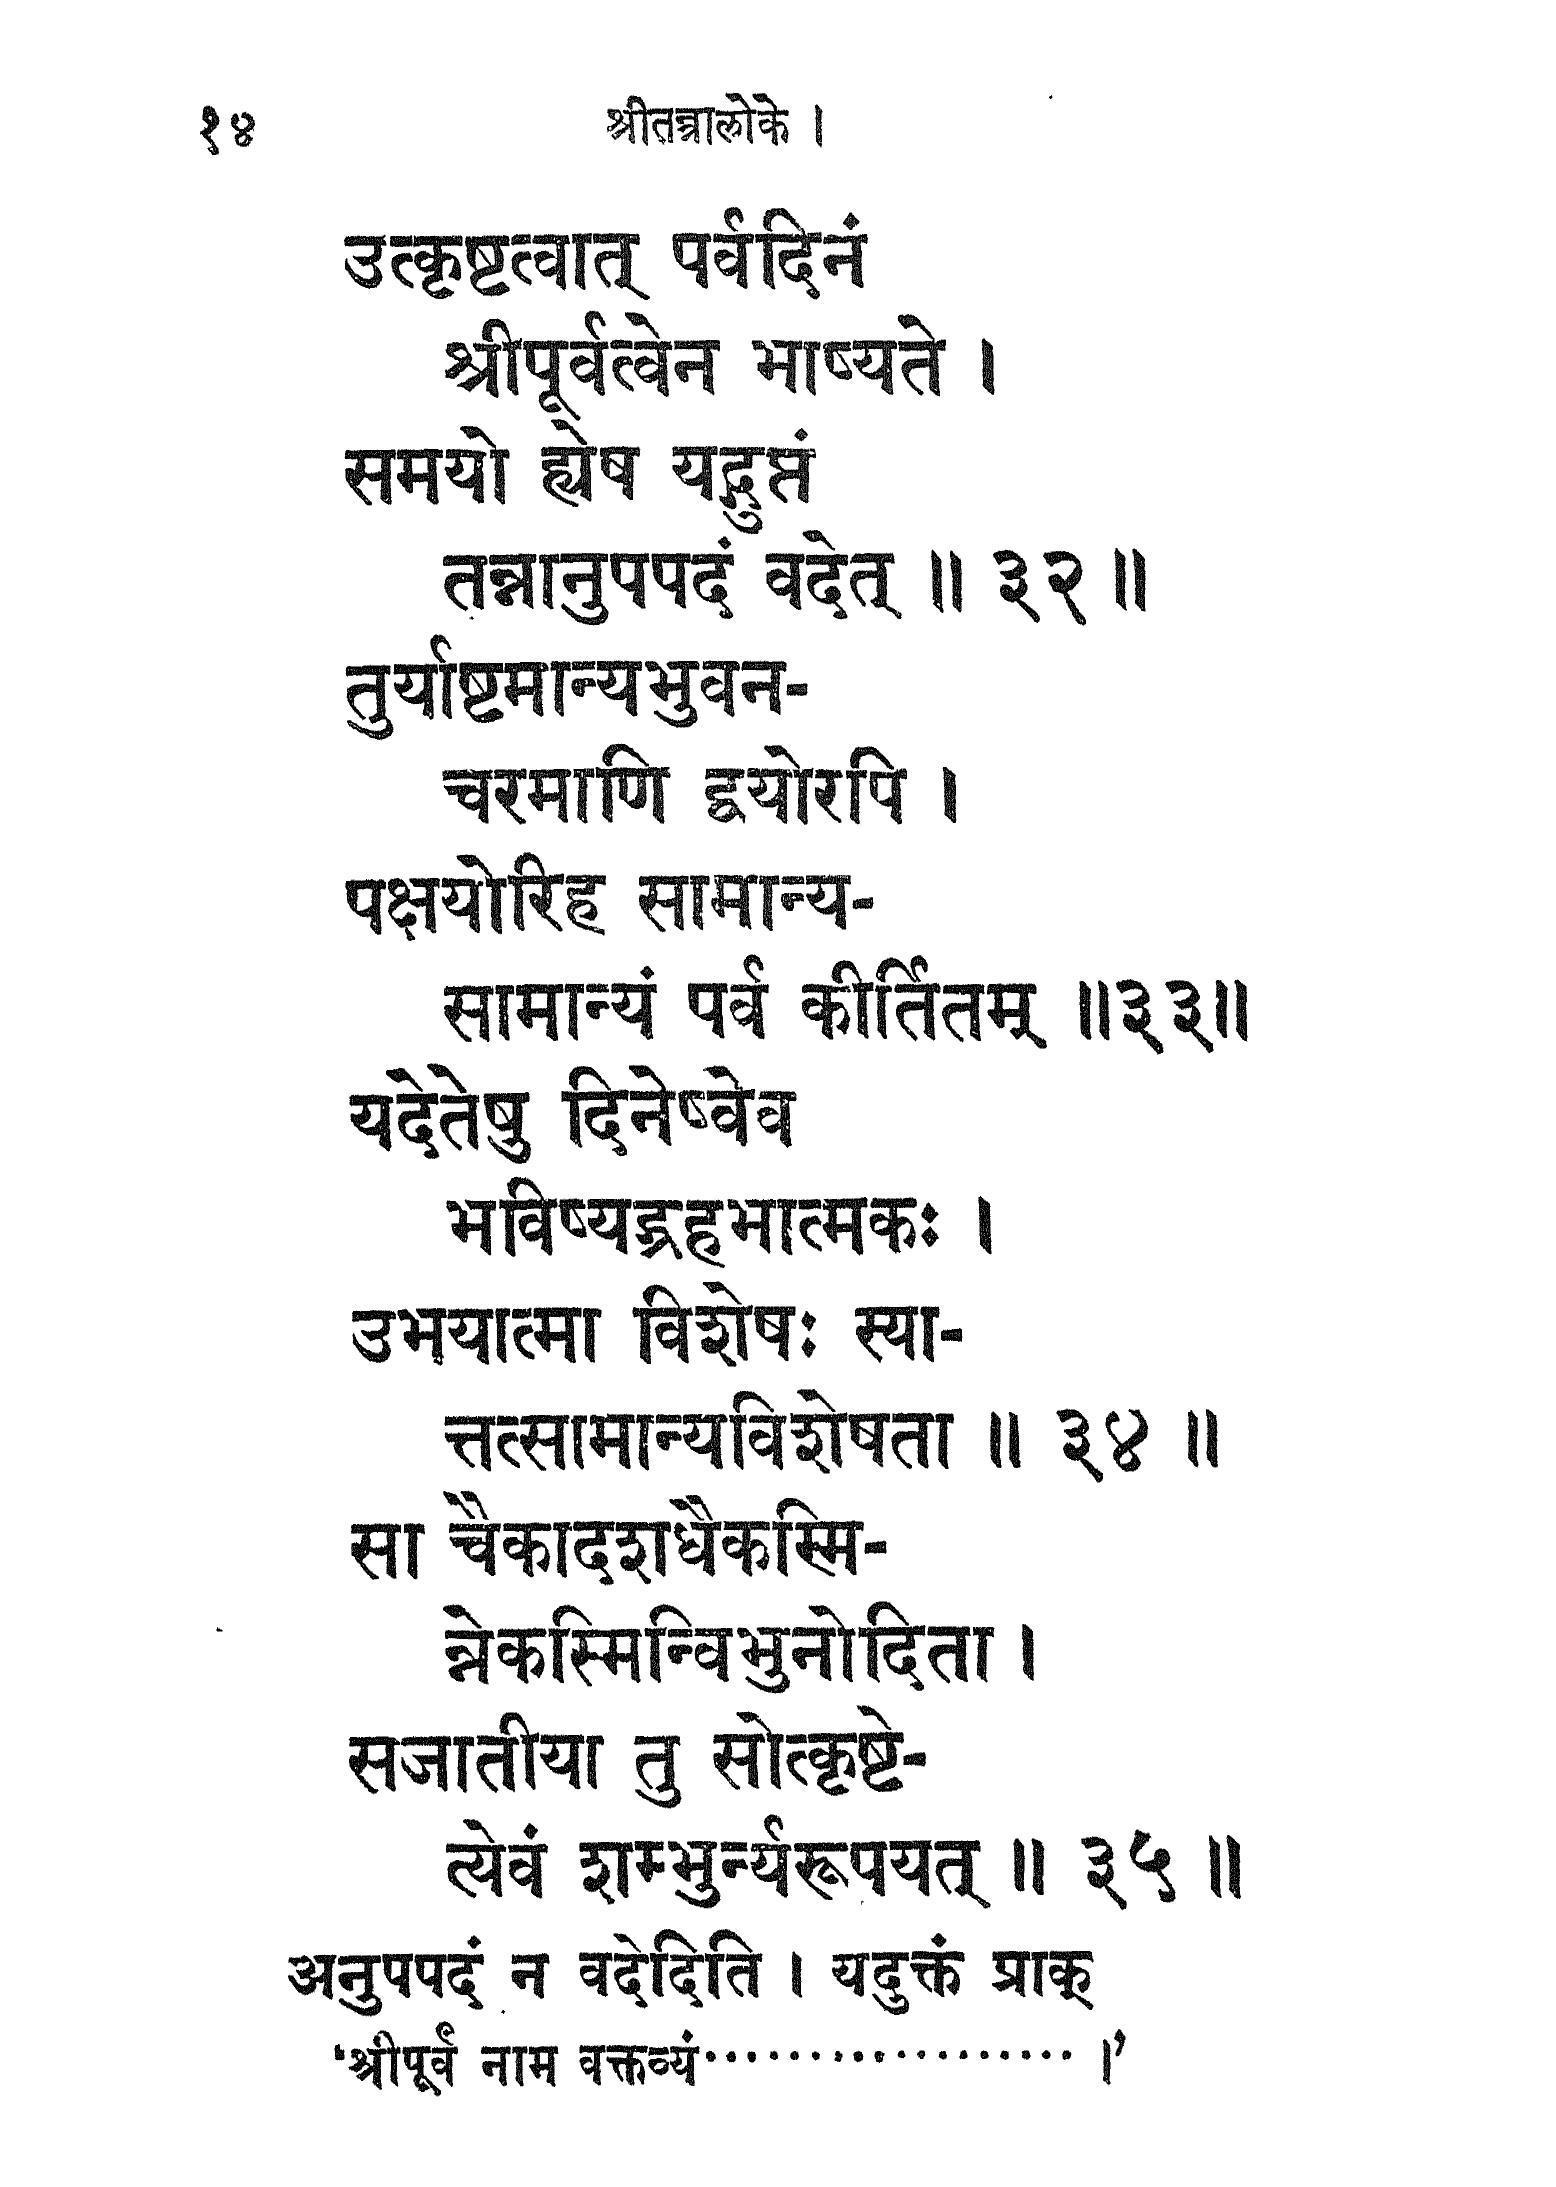 १४ श्रीतन्त्रालोके ।
उत्कृष्टत्वात् पर्वदिनं
श्रीपूर्वत्वेन भाष्यते ।
समयो ह्येष यद्गुप्तं
तन्नानुपपदं वदेत् ॥ ३२ ॥
तुर्याष्टमान्यभुवन-
चरमाणि द्वयोरपि ।
पक्षयोरिह सामान्य-
सामान्यं पर्व कीर्तितम् ॥३३॥
यदेतेषु दिनेष्वेव
भविष्यद्ग्रहभात्मकः ।
उभयात्मा विशेषः स्या-
त्तत्सामान्यविशेषता ॥ ३४ ॥
सा चैकादशधैकस्मि-
न्नेकस्मिन्विभुनोदिता ।
सजातीया तु सोत्कृष्टे-
त्येवं शम्भुर्न्यरूपयत् ॥ ३५ ॥
अनुपपदं न वदेदिति । यदुक्तं प्राक्
‘श्रीपूर्वं नाम वक्तव्यं·················· ।’